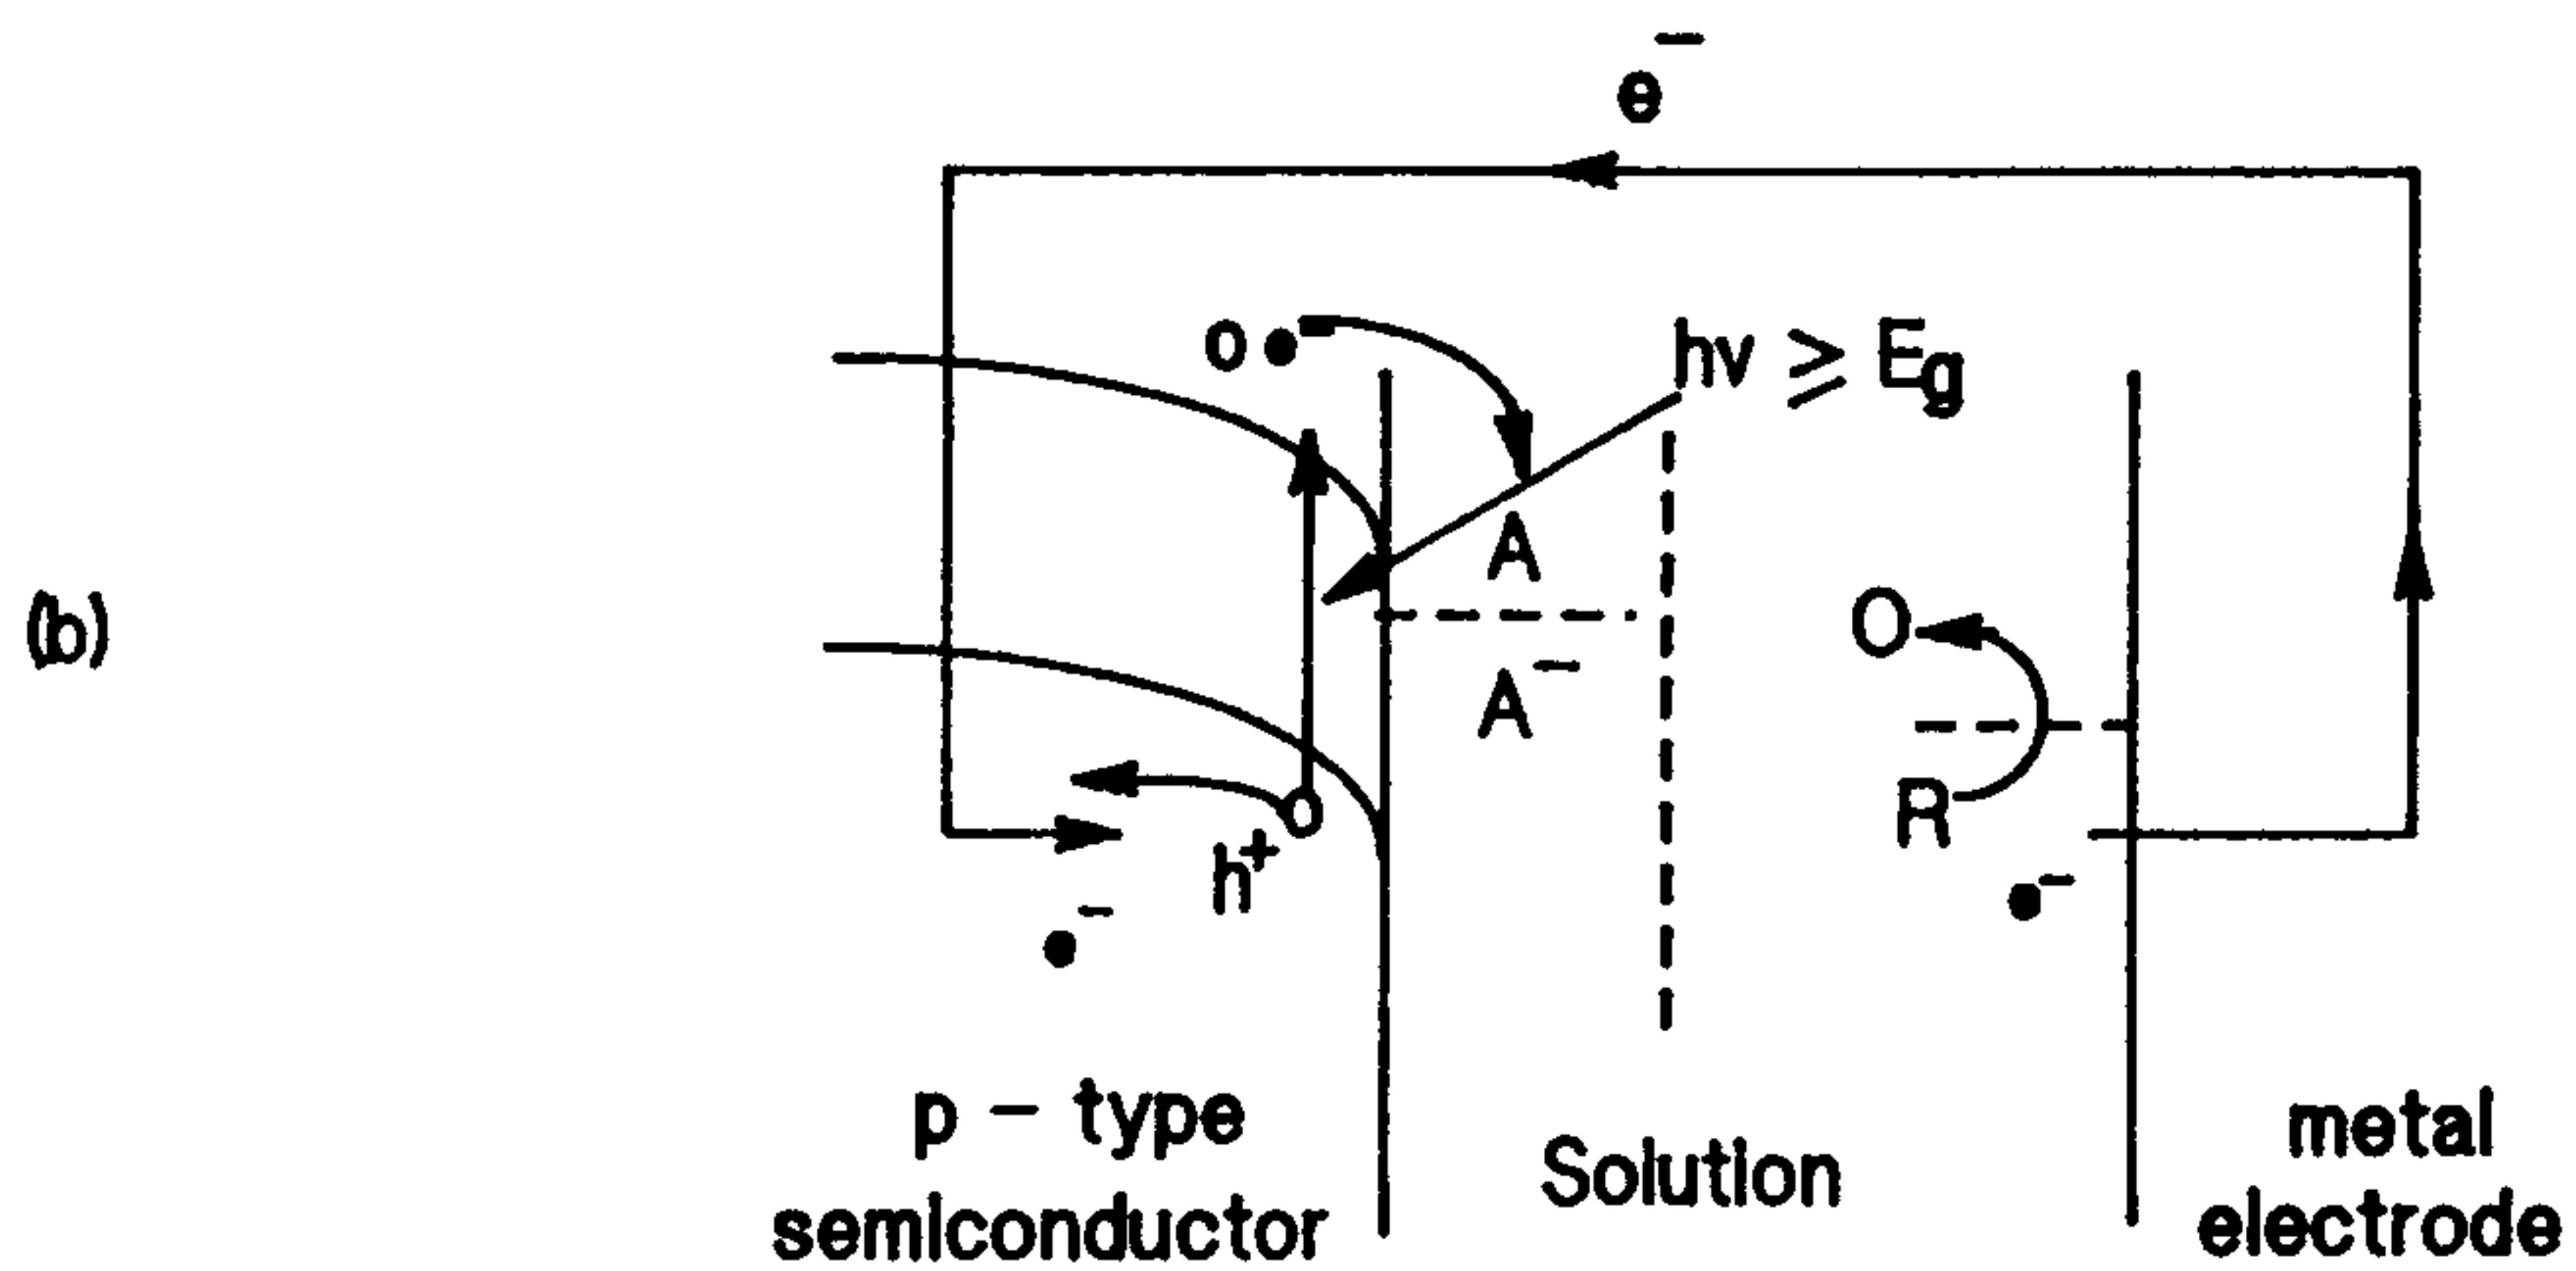 e⁻
o ●⁻
hν ≥ Eg
A
A⁻
(b)
O
R
h⁺
●⁻
●⁻
p – type
semiconductor
Solution
metal
electrode